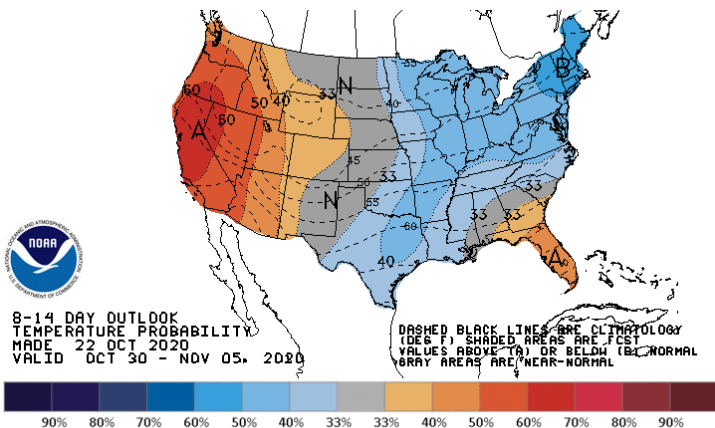 60
50
40
33
N
50
40
B
A
60
45
33
50
55
N
60
40
33
33
33
A
NATIONAL OCEANIC AND ATMOSPHERIC ADMINISTRATION
NOAA
U.S. DEPARTMENT OF COMMERCE
8-14 DAY OUTLOOK
TEMPERATURE PROBABILITY
MADE 22 OCT 2020
VALID OCT 30 - NOV 05, 2020
DASHED BLACK LINES ARE CLIMATOLOGY
(DEG F) SHADED AREAS ARE FCST
VALUES ABOVE (A) OR BELOW (B) NORMAL
GRAY AREAS ARE NEAR-NORMAL
90% 80% 70% 60% 50% 40% 33% 33% 40% 50% 60% 70% 80% 90%